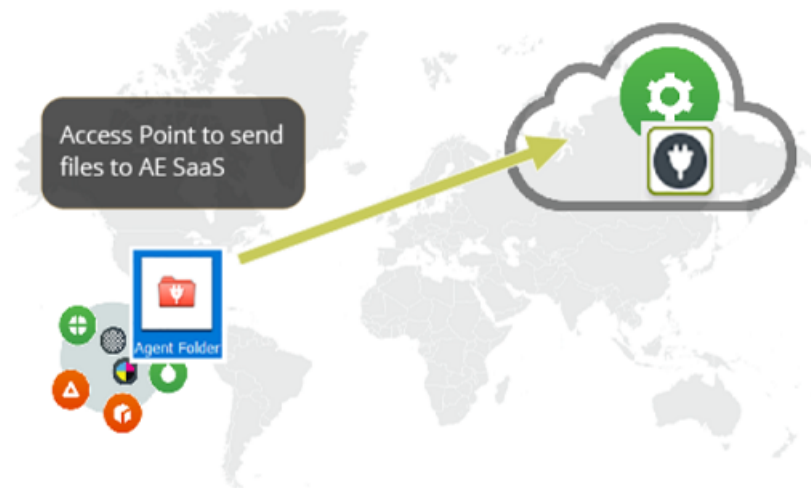 Access Point to send
files to AE SaaS
Agent Folder